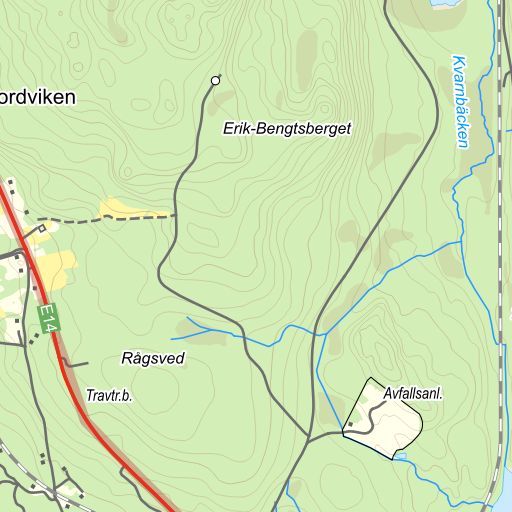 Kvarnbäcken
ordviken
Erik-Bengtsberget
E14
Rågsved
Travtr.b.
Avfallsanl.